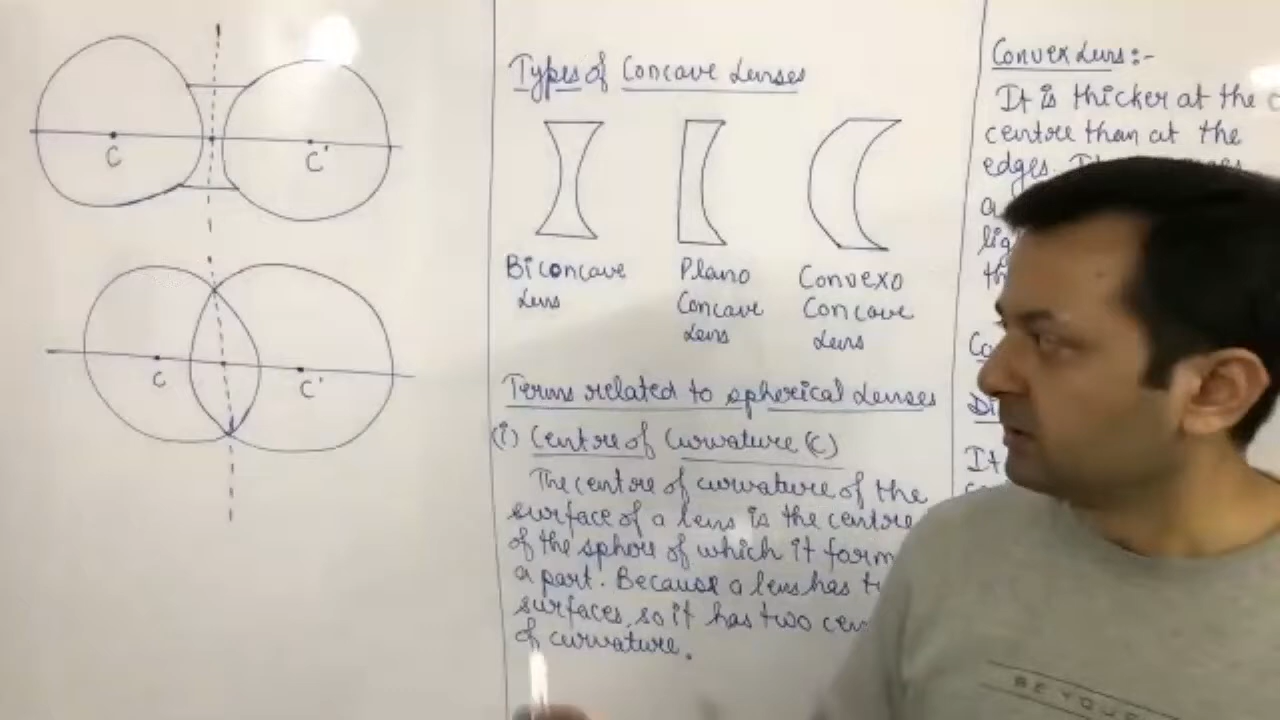 C
C'
C
C'
Types of Concave Lenses
Biconcave
Lens
Plano
Concave
Lens
Convexo
Concave
Lens
Terms related to spherical Lenses
(i) Centre of Curvature (C)
The centre of curvature of the
surface of a lens is the centre
of the sphere of which it form
a part. Because a lens has
surfaces, so it has two
of curvature.
Convex Lens:-
It is thicker at the
centre than at the
edges.
It
BE YOU